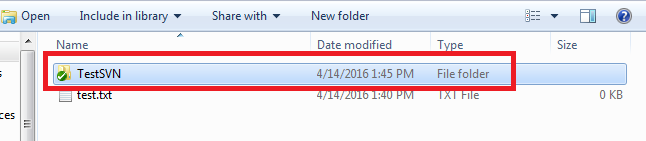 Open Include in library Share with New folder
Name Date modified Type Size
TestSVN 4/14/2016 1:45 PM File folder
test.txt 4/14/2016 1:40 PM TXT File 0 KB